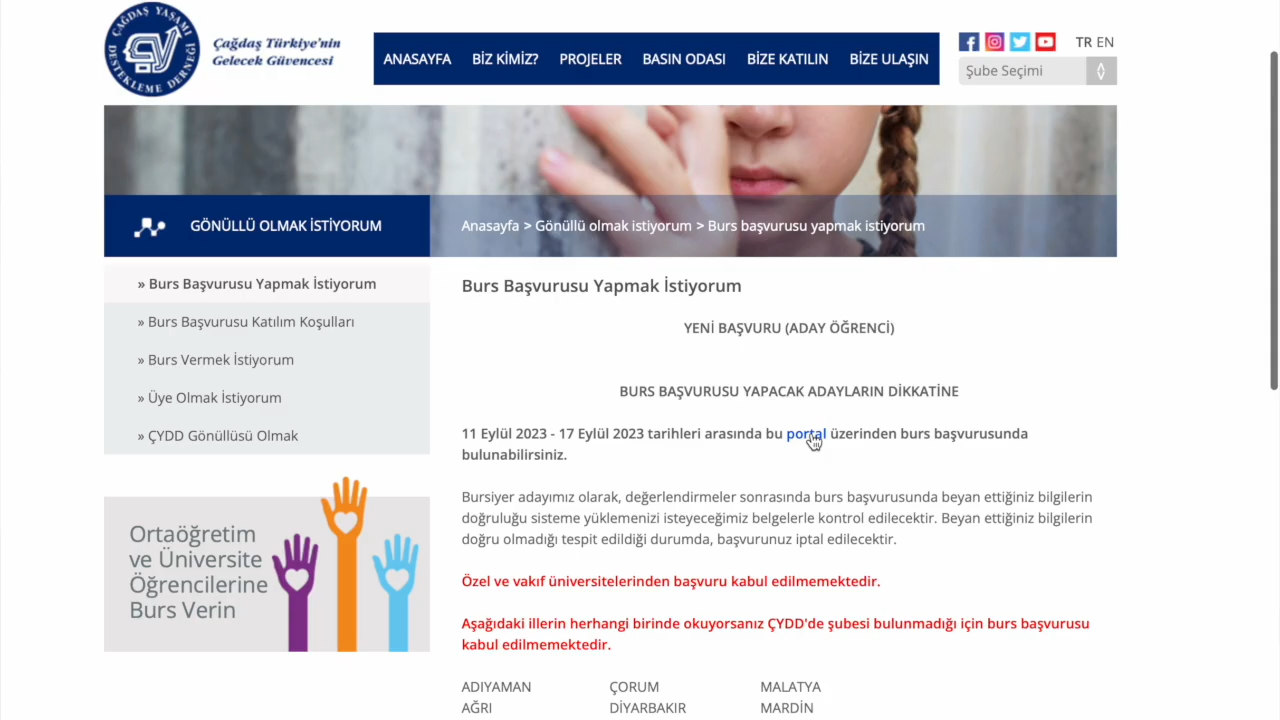 ÇAĞDAŞ YAŞAMI
DESTEKLEME DERNEĞİ
Çağdaş Türkiye'nin
Gelecek Güvencesi
ANASAYFA BİZ KİMİZ? PROJELER BASIN ODASI BİZE KATILIN BİZE ULAŞIN
TR EN
Şube Seçimi
GÖNÜLLÜ OLMAK İSTİYORUM
Anasayfa > Gönüllü olmak istiyorum > Burs başvurusu yapmak istiyorum
» Burs Başvurusu Yapmak İstiyorum
» Burs Başvurusu Katılım Koşulları
» Burs Vermek İstiyorum
» Üye Olmak İstiyorum
» ÇYDD Gönüllüsü Olmak
Ortaöğretim
ve Üniversite
Öğrencilerine
Burs Verin
Burs Başvurusu Yapmak İstiyorum
YENİ BAŞVURU (ADAY ÖĞRENCİ)
BURS BAŞVURUSU YAPACAK ADAYLARIN DİKKATİNE
11 Eylül 2023 - 17 Eylül 2023 tarihleri arasında bu portal üzerinden burs başvurusunda
bulunabilirsiniz.
Bursiyer adayımız olarak, değerlendirmeler sonrasında burs başvurusunda beyan ettiğiniz bilgilerin
doğruluğu sisteme yüklemenizi isteyeceğimiz belgelerle kontrol edilecektir. Beyan ettiğiniz bilgilerin
doğru olmadığı tespit edildiği durumda, başvurunuz iptal edilecektir.
Özel ve vakıf üniversitelerinden başvuru kabul edilmemektedir.
Aşağıdaki illerin herhangi birinde okuyorsanız ÇYDD'de şubesi bulunmadığı için burs başvurusu
kabul edilmemektedir.
ADIYAMAN ÇORUM MALATYA
AĞRI DİYARBAKIR MARDİN